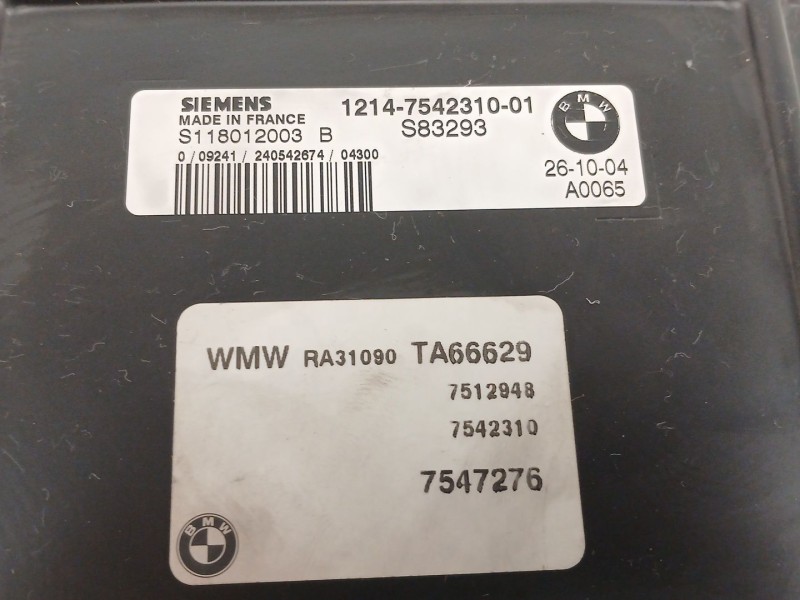 SIEMENS 1214-7542310-01
MADE IN FRANCE
S118012003 B S83293
BMW
0 / 09241 / 240542674 / 04300
26-10-04
A0065
WMW RA31090 TA66629
7512948
7542310
7547276
BMW